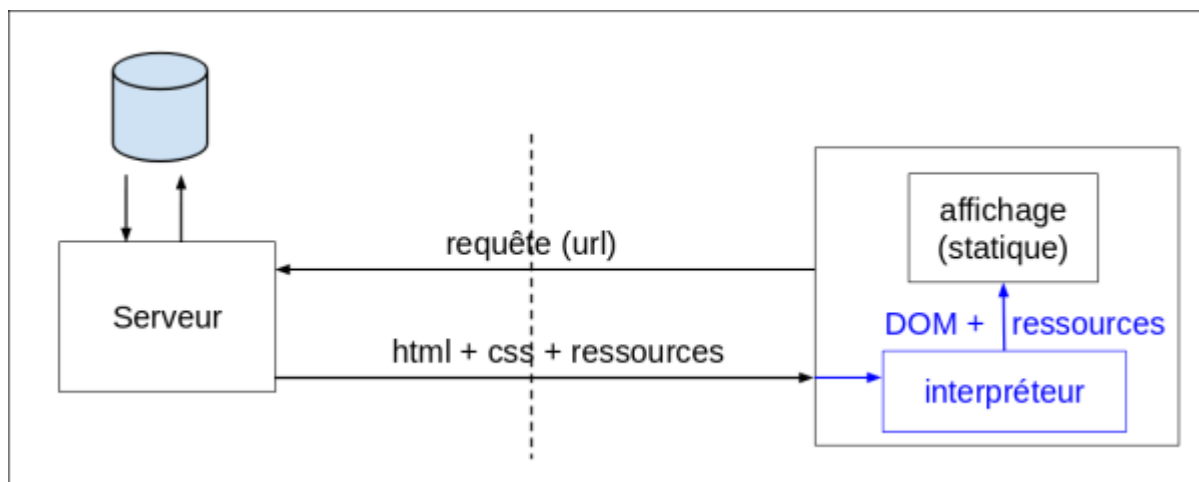 affichage
(statique)
requête (url)
Serveur
DOM + ressources
html + css + ressources
interpréteur